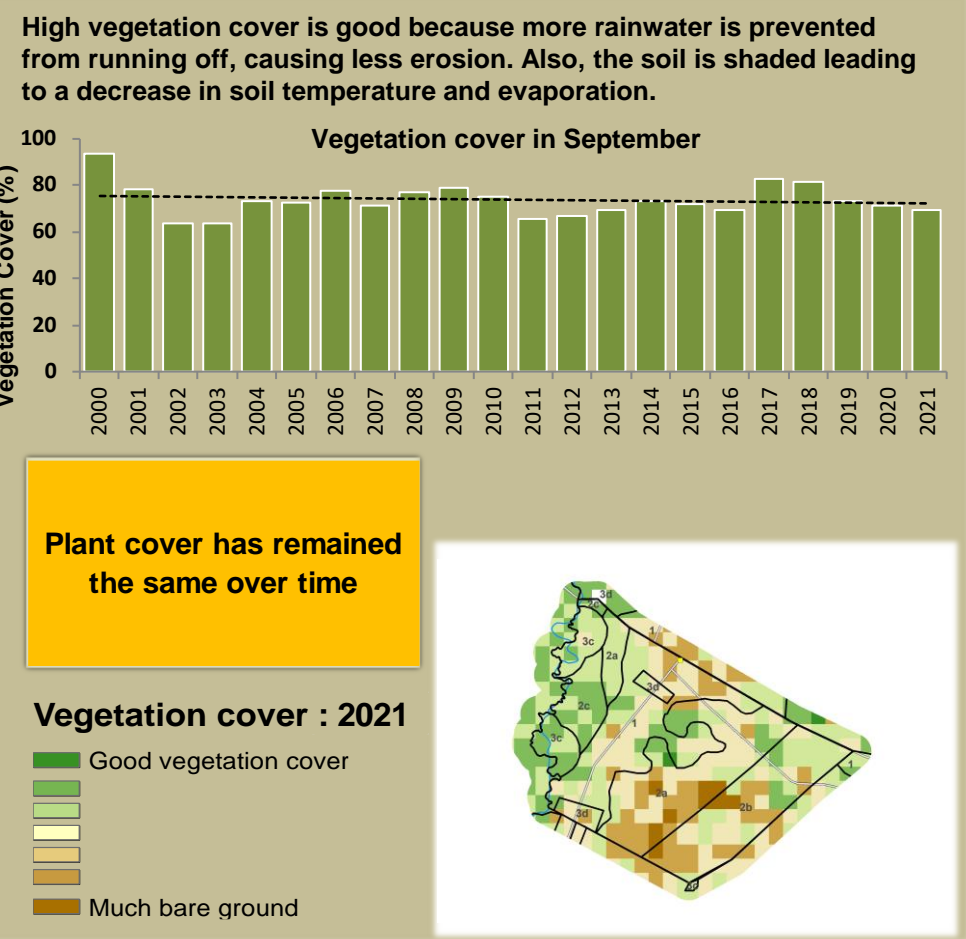 High vegetation cover is good because more rainwater is prevented
from running off, causing less erosion. Also, the soil is shaded leading
to a decrease in soil temperature and evaporation.
Vegetation cover in September
Vegetation Cover (%)
100
80
60
40
20
0
2000
2001
2002
2003
2004
2005
2006
2007
2008
2009
2010
2011
2012
2013
2014
2015
2016
2017
2018
2019
2020
2021
Plant cover has remained
the same over time
Vegetation cover : 2021
Good vegetation cover
Much bare ground
3d
2c
1
3c
2a
3d
2c
1
3c
1
2a
2b
3d